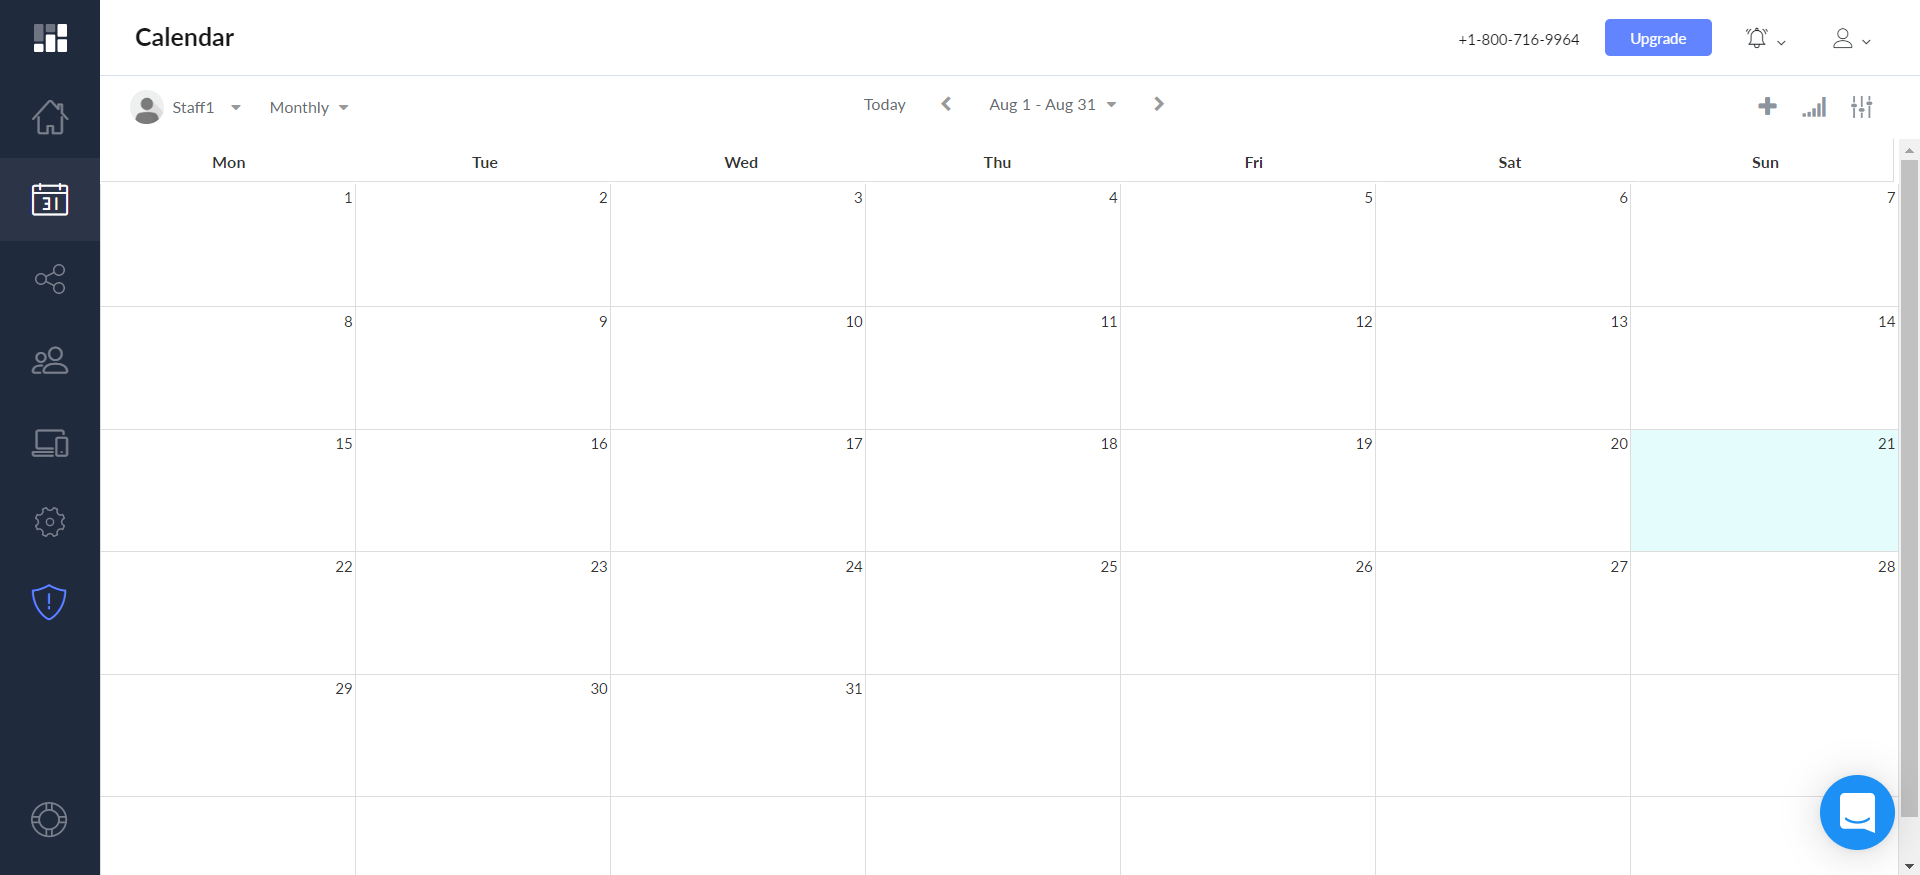 Calendar
+1-800-716-9964
Upgrade
Staff1
Monthly
Today
Aug 1 - Aug 31
Mon Tue Wed Thu Fri Sat Sun
31
1 2 3 4 5 6 7
8 9 10 11 12 13 14
15 16 17 18 19 20 21
22 23 24 25 26 27 28
29 30 31